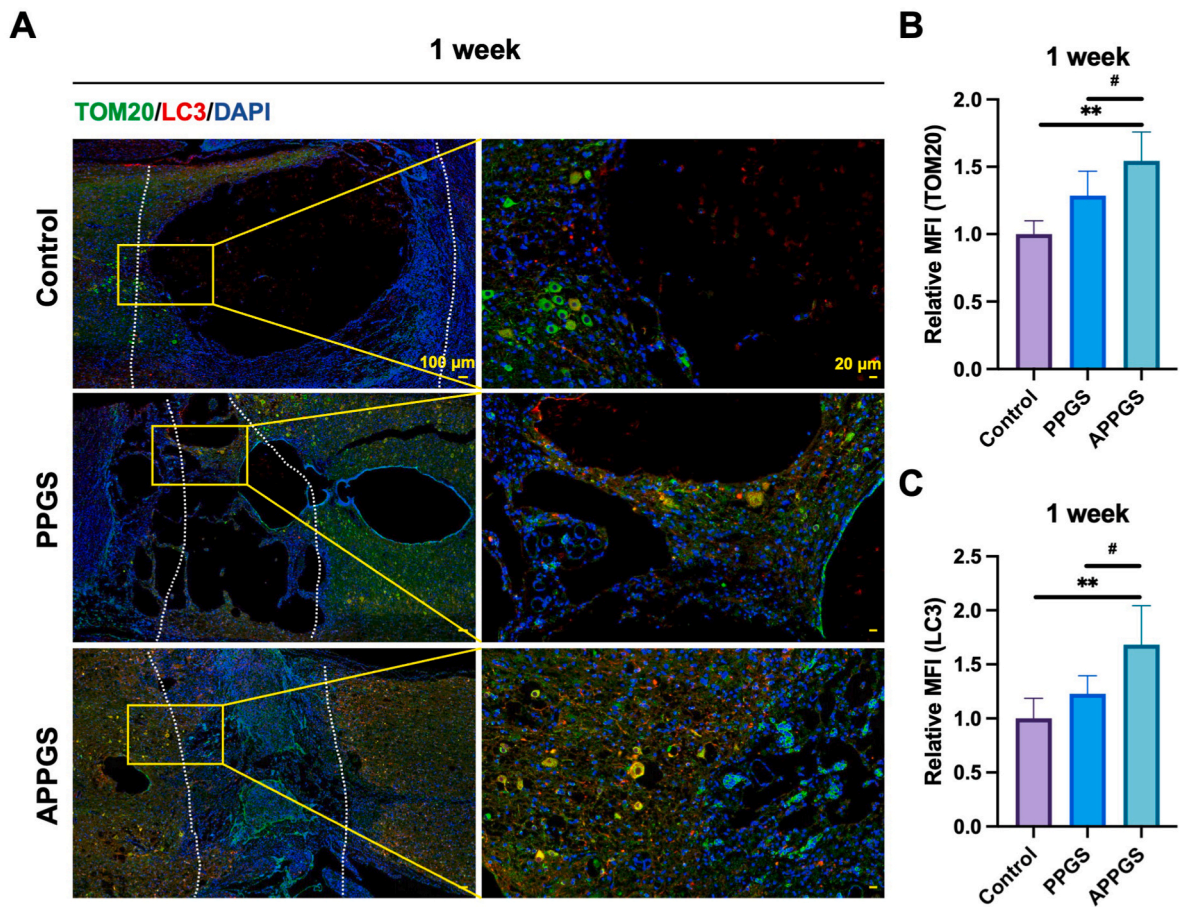 A
1 week
TOM20/LC3/DAPI
Control
100 µm
20 µm
PPGS
APPGS
B
1 week
#
**
Relative MFI (TOM20)
2.0
1.5
1.0
0.5
0.0
Control
PPGS
APPGS
C
1 week
#
**
Relative MFI (LC3)
2.5
2.0
1.5
1.0
0.5
0.0
Control
PPGS
APPGS